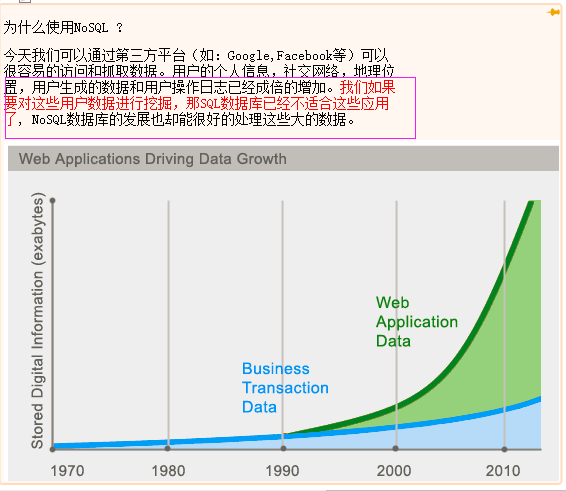 为什么使用NoSQL ？
今天我们可以通过第三方平台（如：Google,Facebook等）可以
很容易的访问和抓取数据。用户的个人信息，社交网络，地理位
置，用户生成的数据和用户操作日志已经成倍的增加。我们如果
要对这些用户数据进行挖掘，那SQL数据库已经不适合这些应用
了, NoSQL数据库的发展也却能很好的处理这些大的数据。
Web Applications Driving Data Growth
Stored Digital Information (exabytes)
Web
Application
Data
Business
Transaction
Data
1970 1980 1990 2000 2010